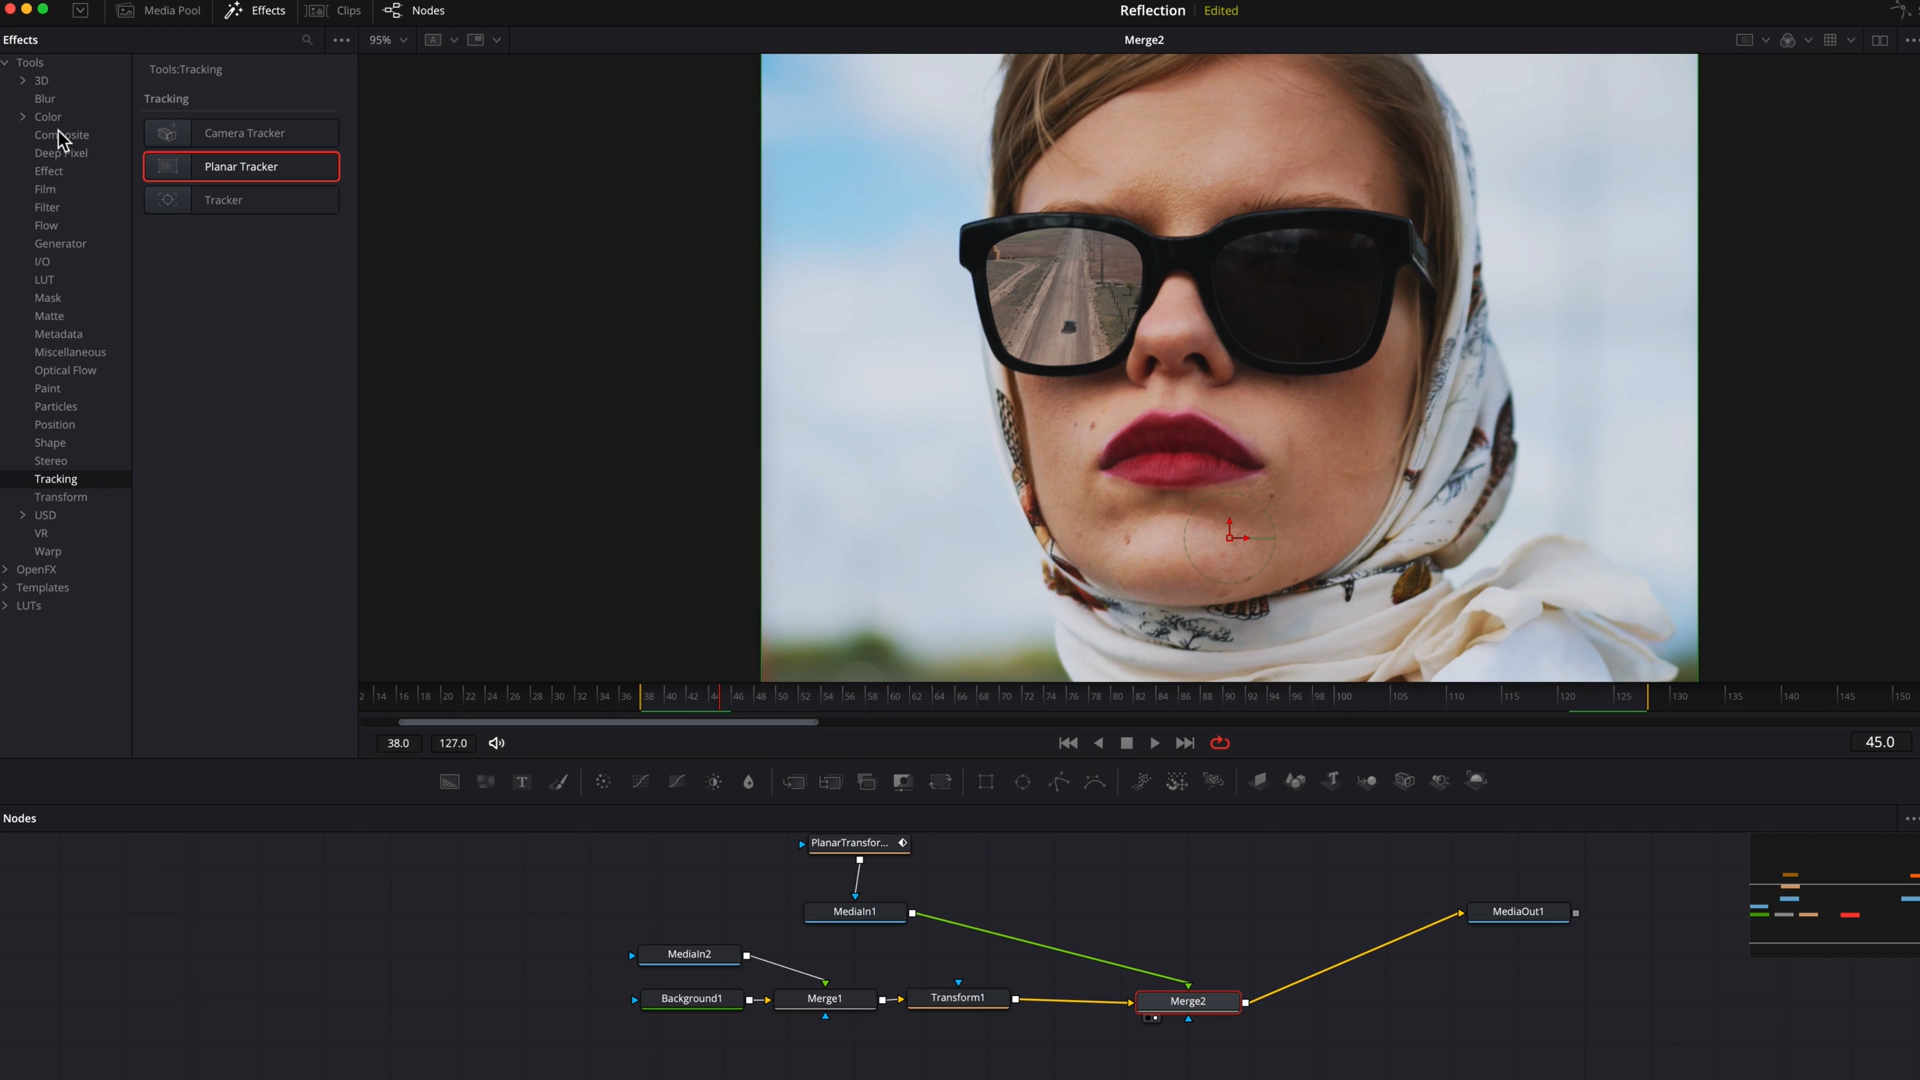 Media Pool Effects Clips Nodes Reflection Edited
Effects 95% A Merge2
Tools
3D
Blur
Color
Composite
Deep Pixel
Effect
Film
Filter
Flow
Generator
I/O
LUT
Mask
Matte
Metadata
Miscellaneous
Optical Flow
Paint
Particles
Position
Shape
Stereo
Tracking
Transform
USD
VR
Warp
OpenFX
Templates
LUTs
Tools:Tracking
Tracking
Camera Tracker
Planar Tracker
Tracker
2 14 16 18 20 22 24 26 28 30 32 34 36 38 40 42 44 46 48 50 52 54 56 58 60 62 64 66 68 70 72 74 76 78 80 82 84 86 88 90 92 94 96 98 100 105 110 115 120 125 130 135 140 145 150
38.0 127.0 45.0
T T
Nodes
PlanarTransfor...
MediaIn1 MediaOut1
MediaIn2
Background1 Merge1 Transform1 Merge2